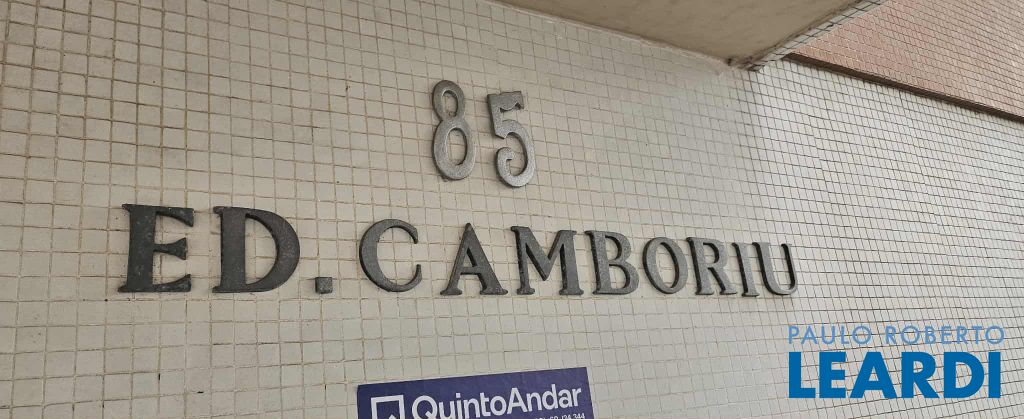 85
ED. CAMBORIU
QuintoAndar
PAULO ROBERTO
LEARDI